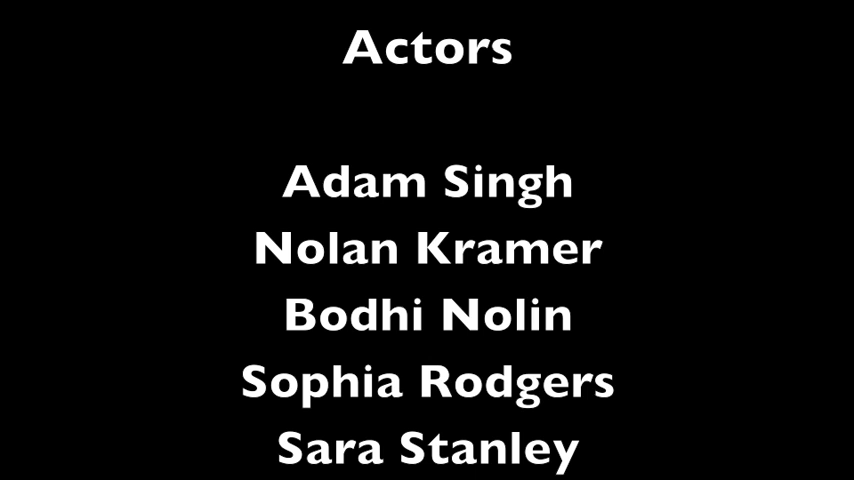 Actors
Adam Singh
Nolan Kramer
Bodhi Nolin
Sophia Rodgers
Sara Stanley